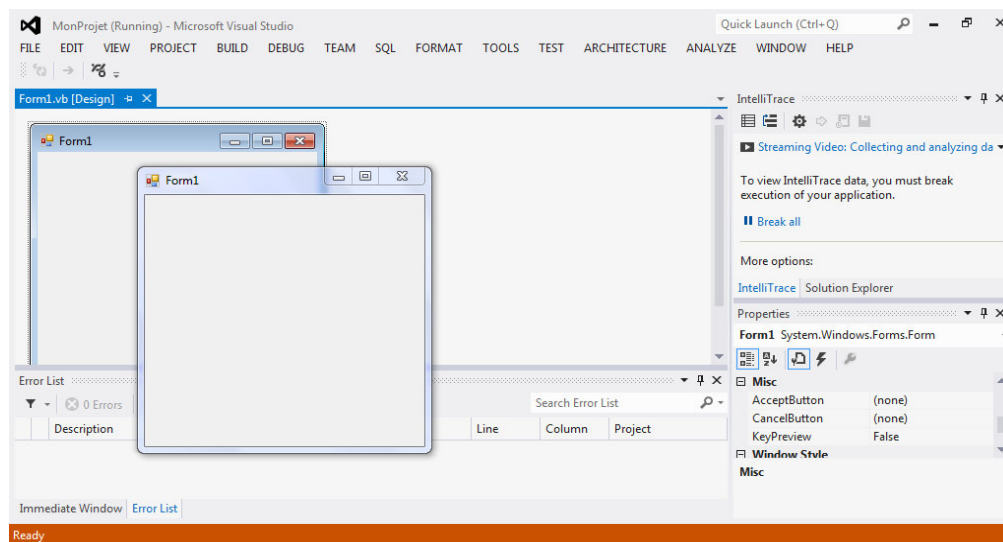 MonProjet (Running) - Microsoft Visual Studio
Quick Launch (Ctrl+Q)
FILE EDIT VIEW PROJECT BUILD DEBUG TEAM SQL FORMAT TOOLS TEST ARCHITECTURE ANALYZE WINDOW HELP
Form1.vb [Design]
Form1
Form1
IntelliTrace
Streaming Video: Collecting and analyzing da
To view IntelliTrace data, you must break
execution of your application.
Break all
More options:
IntelliTrace Solution Explorer
Properties
Form1 System.Windows.Forms.Form
Misc
AcceptButton (none)
CancelButton (none)
KeyPreview False
Window Style
Misc
Error List
0 Errors
Search Error List
Description Line Column Project
Immediate Window Error List
Ready